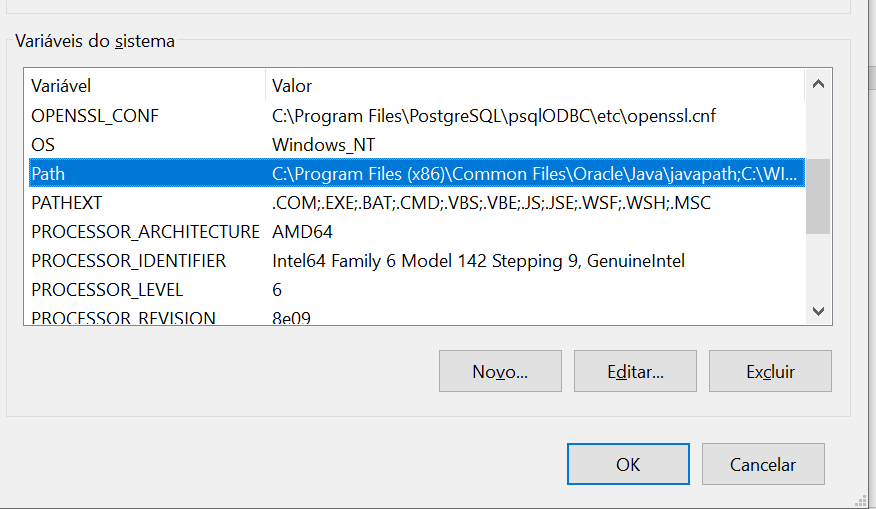 Variáveis do sistema
Variável Valor
OPENSSL_CONF C:\Program Files\PostgreSQL\psqlODBC\etc\openssl.cnf
OS Windows_NT
Path C:\Program Files (x86)\Common Files\Oracle\Java\javapath;C:\WI...
PATHEXT .COM;.EXE;.BAT;.CMD;.VBS;.VBE;.JS;.JSE;.WSF;.WSH;.MSC
PROCESSOR_ARCHITECTURE AMD64
PROCESSOR_IDENTIFIER Intel64 Family 6 Model 142 Stepping 9, GenuineIntel
PROCESSOR_LEVEL 6
PROCESSOR_REVISION 8e09
Novo... Editar... Excluir
OK Cancelar